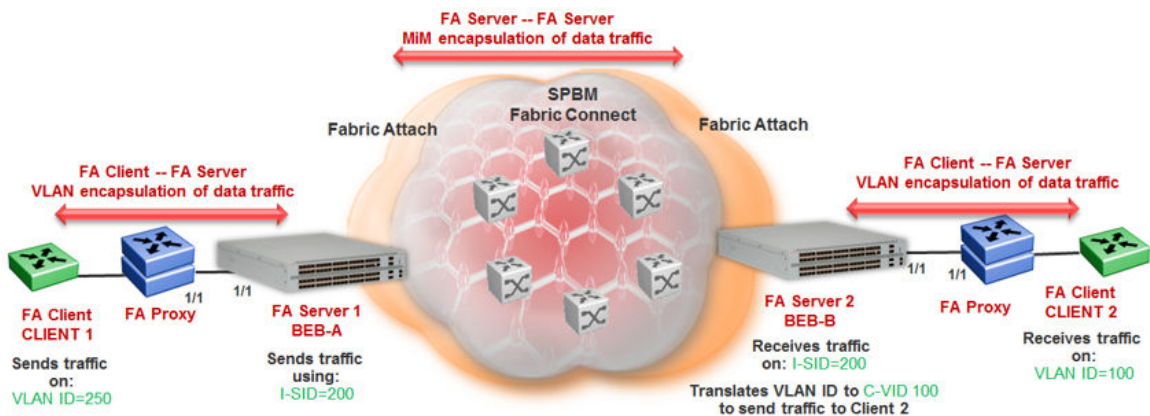 FA Server -- FA Server
MiM encapsulation of data traffic
SPBM
Fabric Connect
Fabric Attach
Fabric Attach
FA Client -- FA Server
VLAN encapsulation of data traffic
FA Client -- FA Server
VLAN encapsulation of data traffic
1/1
1/1
1/1
1/1
FA Client
CLIENT 1
Sends traffic
on:
VLAN ID=250
FA Proxy
FA Server 1
BEB-A
Sends traffic
using:
I-SID=200
FA Server 2
BEB-B
Receives traffic
on: I-SID=200
Translates VLAN ID to C-VID 100
to send traffic to Client 2
FA Proxy
FA Client
CLIENT 2
Receives traffic
on:
VLAN ID=100